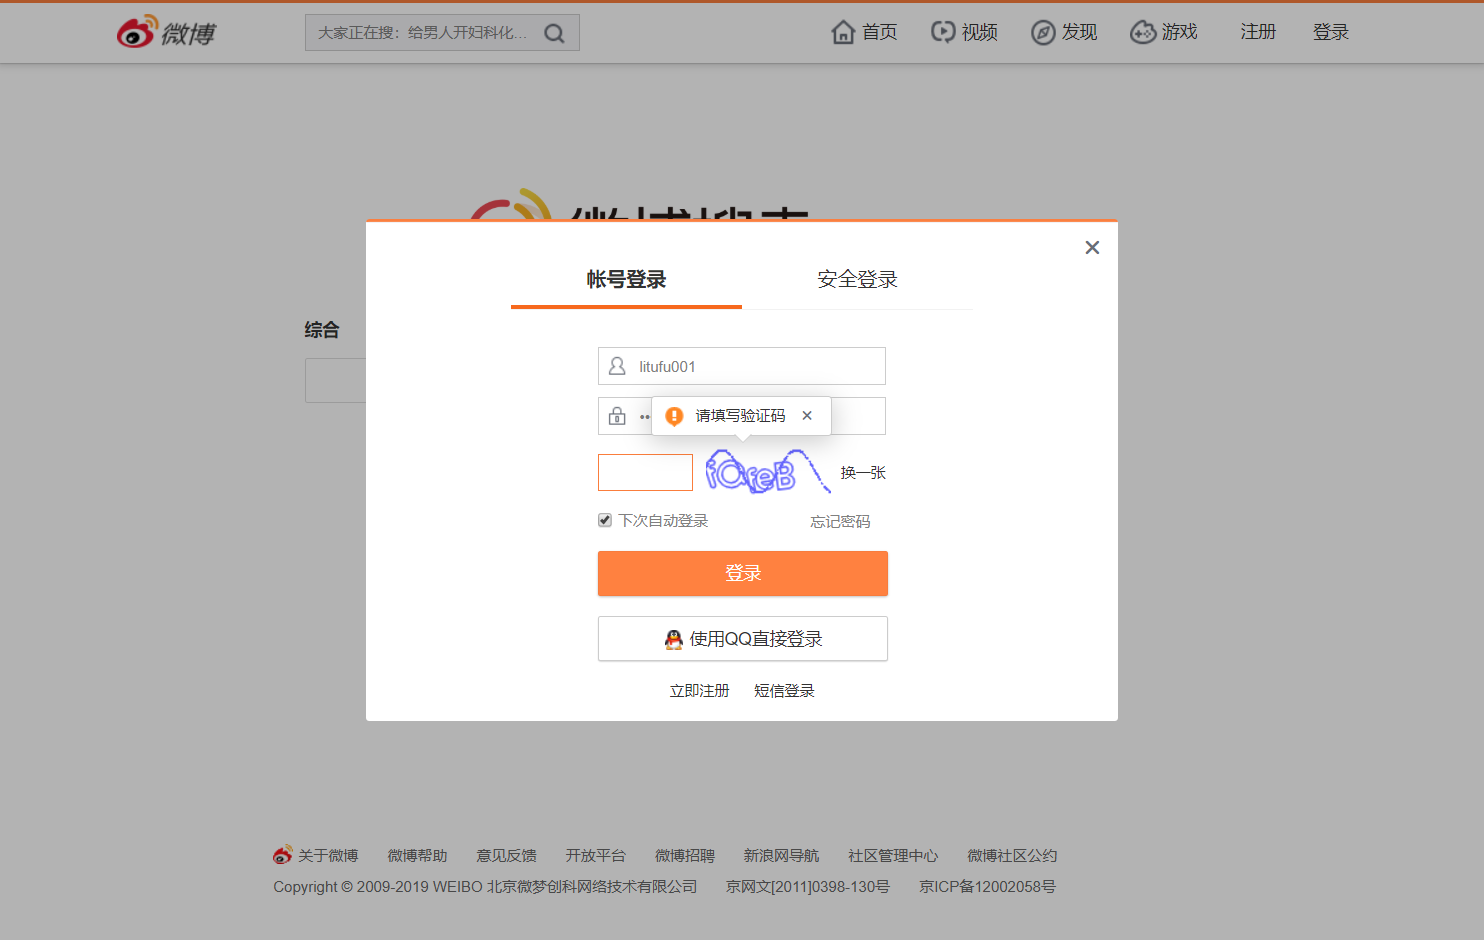 微博
大家正在搜：给男人开妇科化...
首页
视频
发现
游戏
注册
登录
帐号登录
安全登录
综合
litufu001
请填写验证码
换一张
下次自动登录
忘记密码
登录
使用QQ直接登录
立即注册
短信登录
关于微博 微博帮助 意见反馈 开放平台 微博招聘 新浪网导航 社区管理中心 微博社区公约
Copyright © 2009-2019 WEIBO 北京微梦创科网络技术有限公司 京网文[2011]0398-130号 京ICP备12002058号